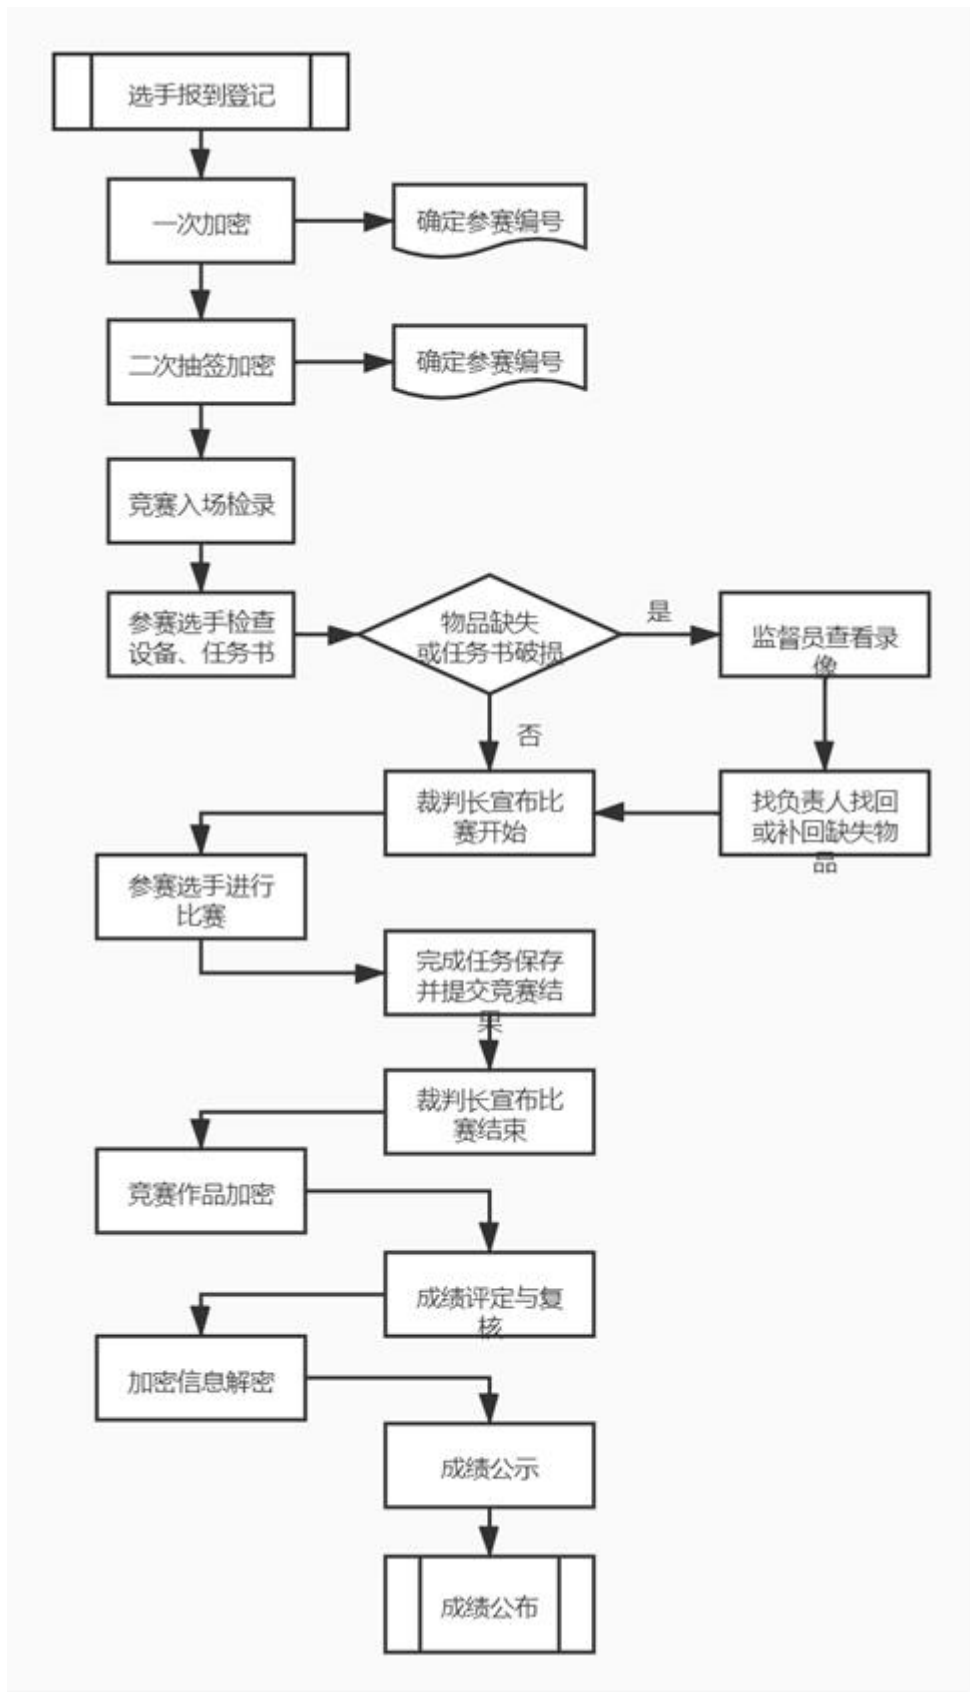 选手报到登记
一次加密
确定参赛编号
二次抽签加密
确定参赛编号
竞赛入场检录
参赛选手检查
设备、任务书
物品缺失
或任务书破损
是
监督员查看录
像
否
裁判长宣布比
赛开始
找负责人找回
或补回缺失物
品
参赛选手进行
比赛
完成任务保存
并提交竞赛结
果
裁判长宣布比
赛结束
竞赛作品加密
成绩评定与复
核
加密信息解密
成绩公示
成绩公布